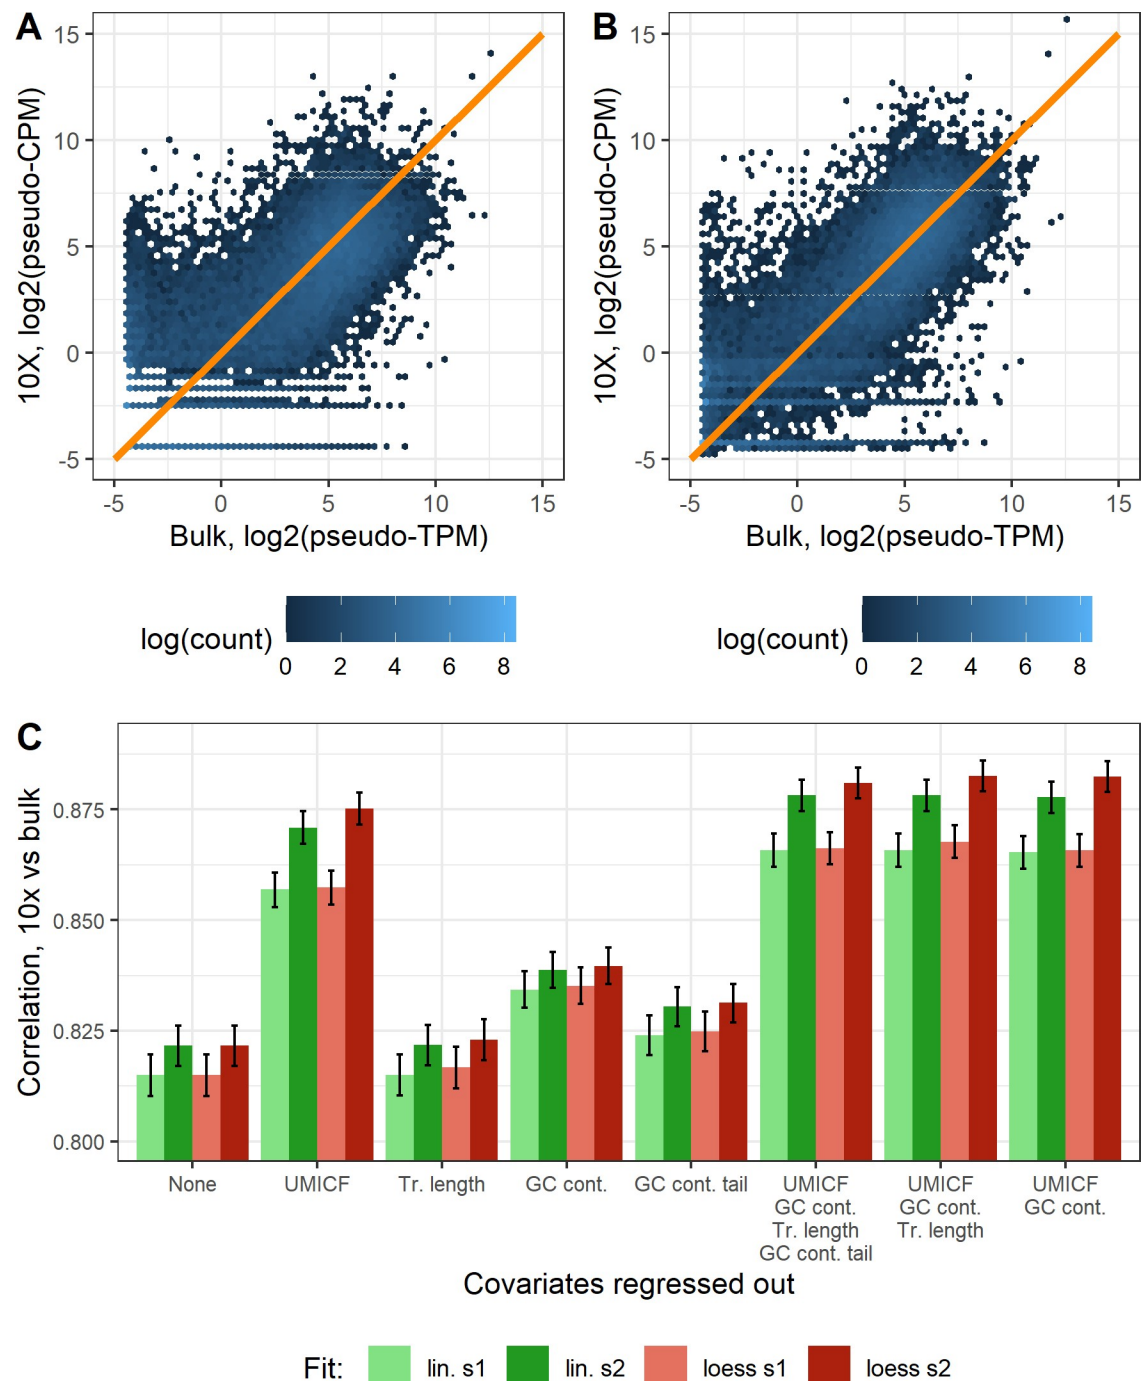 A
B
15
10
5
0
-5
10X, log2(pseudo-CPM)
-5
0
5
10
15
Bulk, log2(pseudo-TPM)
15
10
5
0
-5
10X, log2(pseudo-CPM)
-5
0
5
10
15
Bulk, log2(pseudo-TPM)
log(count)
0
2
4
6
8
log(count)
0
2
4
6
8
C
Correlation, 10x vs bulk
0.875
0.850
0.825
0.800
None
UMICF
Tr. length
GC cont.
GC cont. tail
UMICF
GC cont.
Tr. length
GC cont. tail
UMICF
GC cont.
Tr. length
UMICF
GC cont.
Covariates regressed out
Fit:
lin. s1
lin. s2
loess s1
loess s2